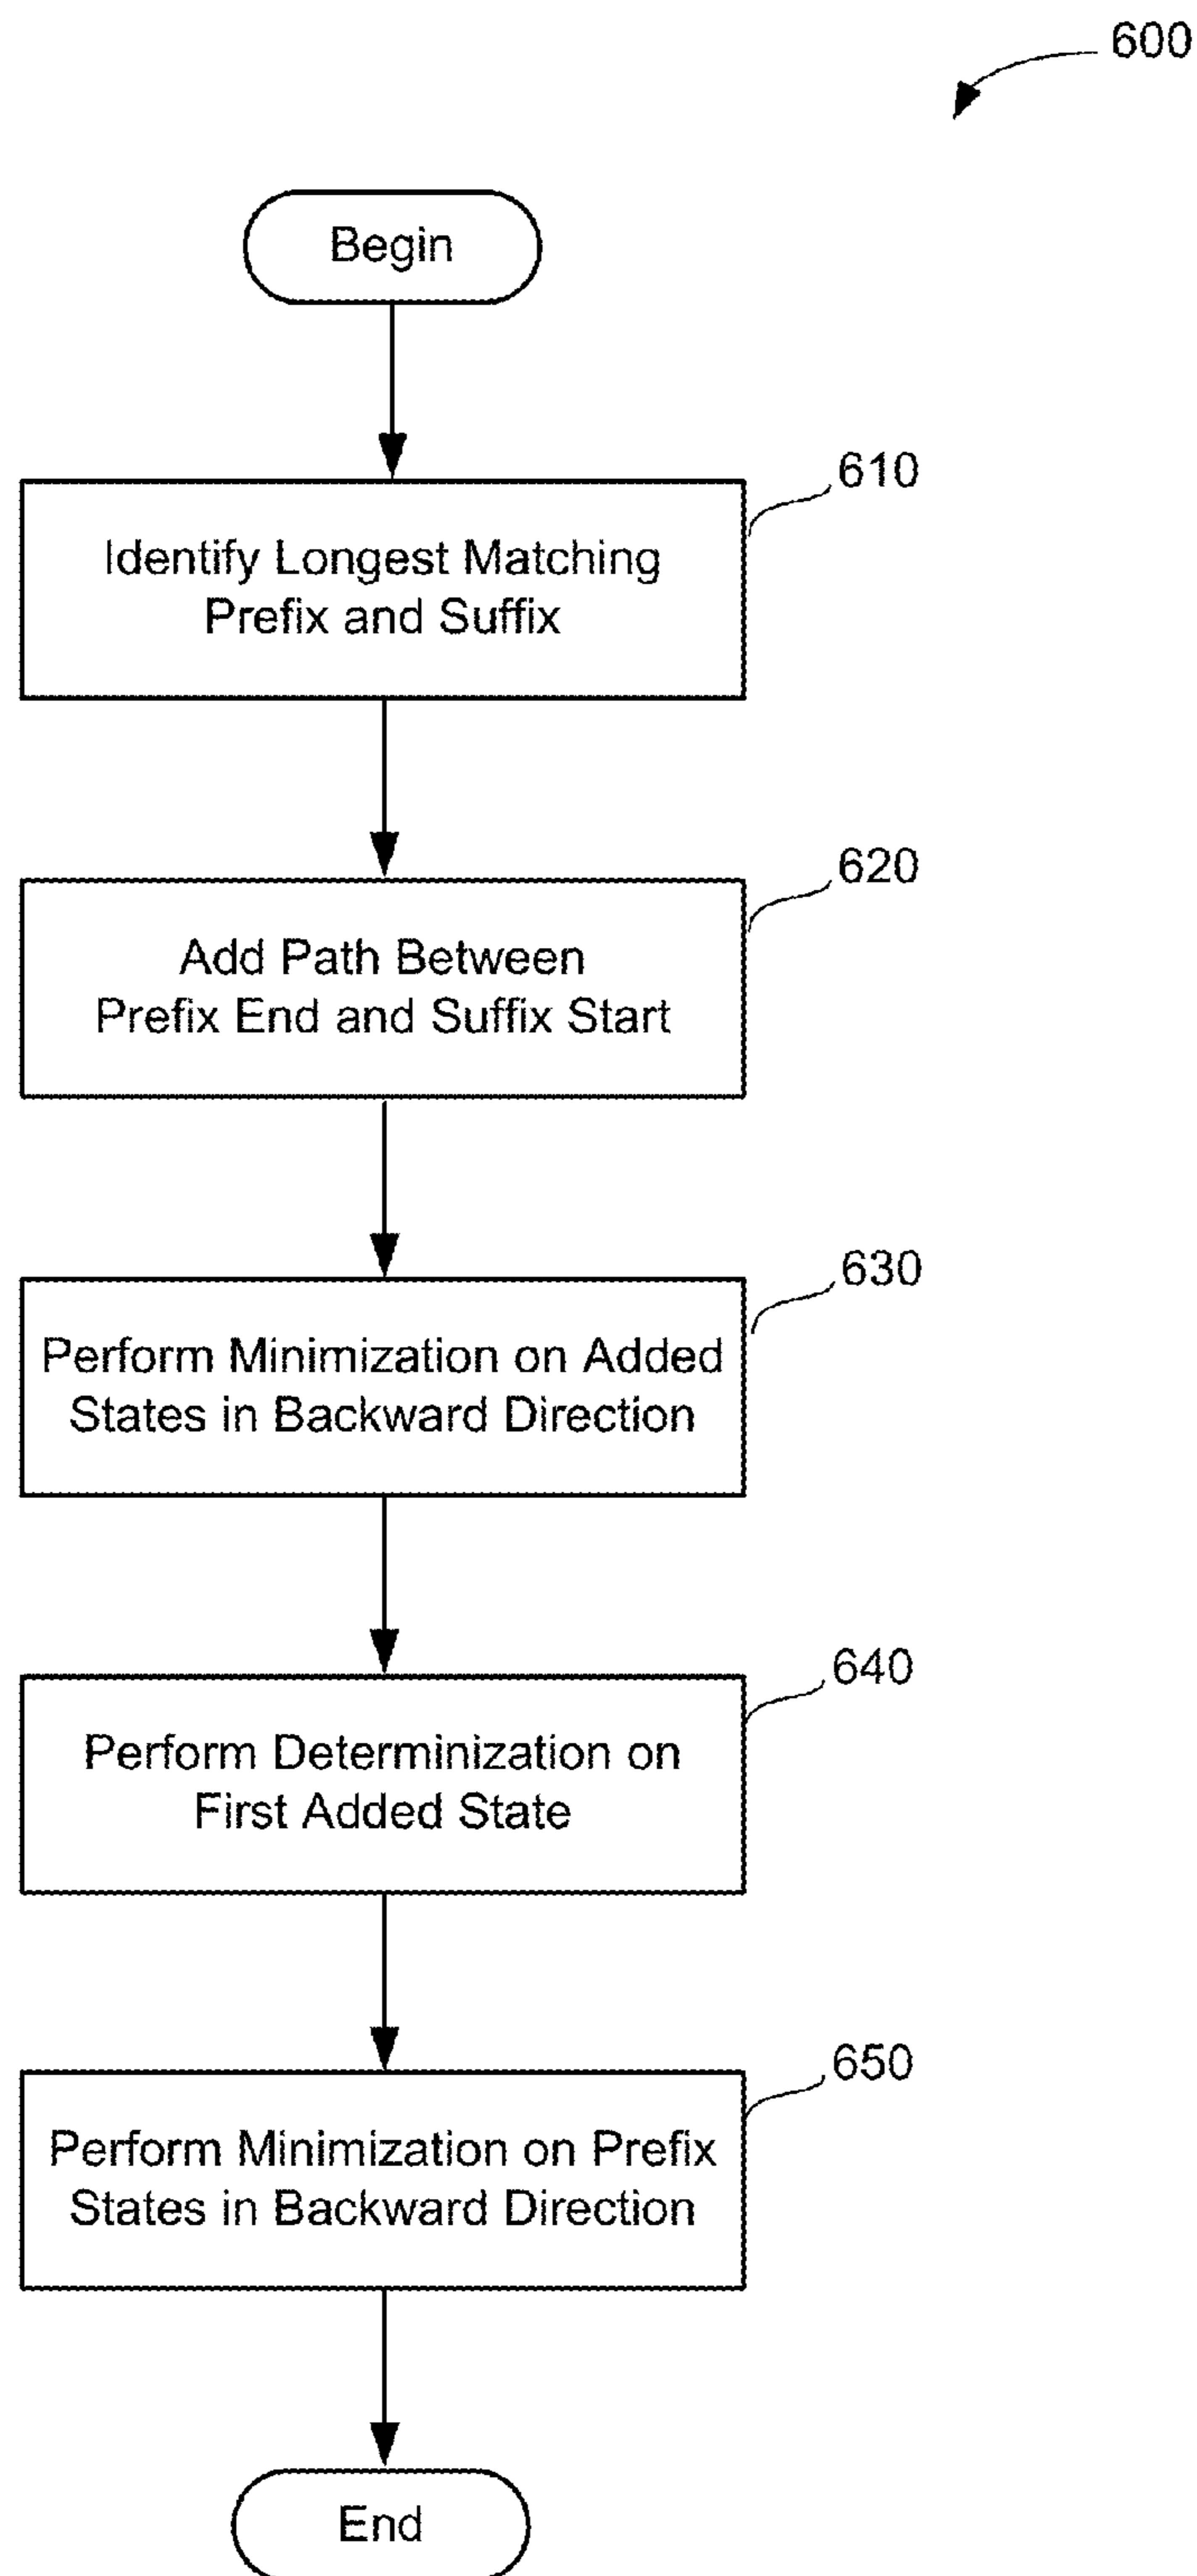 600
Begin
610
Identify Longest Matching
Prefix and Suffix
620
Add Path Between
Prefix End and Suffix Start
630
Perform Minimization on Added
States in Backward Direction
640
Perform Determinization on
First Added State
650
Perform Minimization on Prefix
States in Backward Direction
End